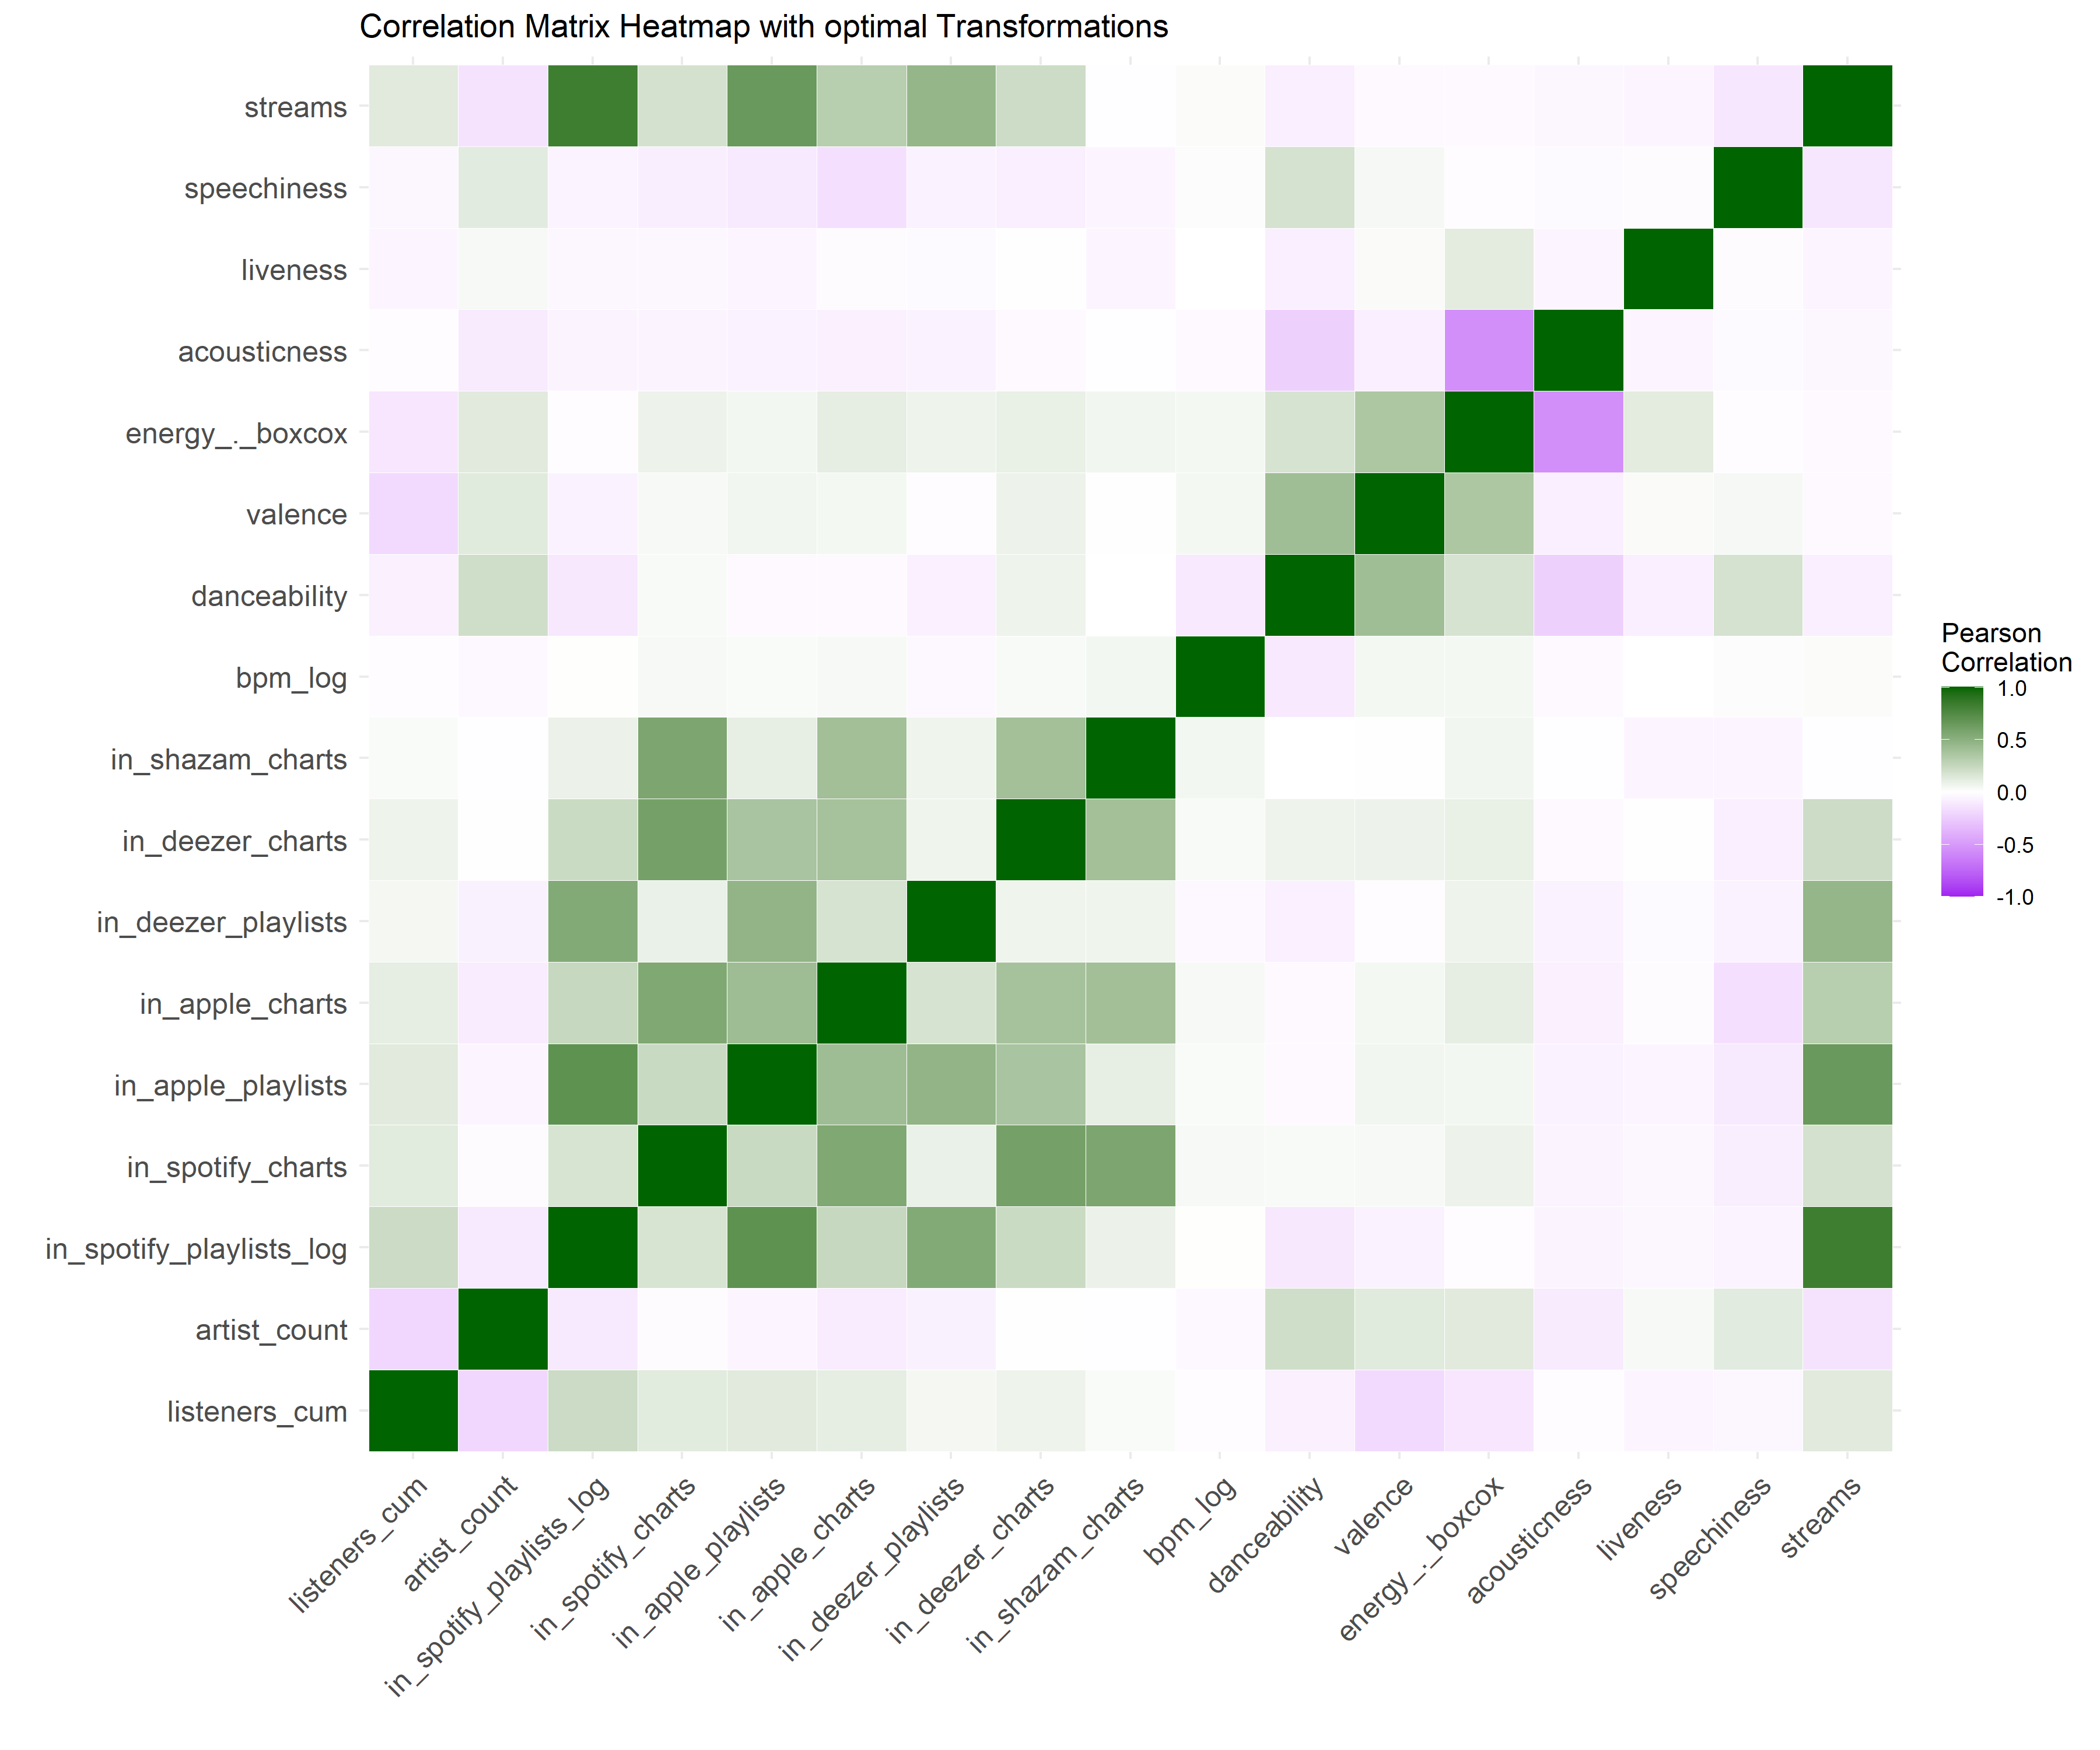 Correlation Matrix Heatmap with optimal Transformations
streams
speechiness
liveness
acousticness
energy_._boxcox
valence
danceability
bpm_log
in_shazam_charts
in_deezer_charts
in_deezer_playlists
in_apple_charts
in_apple_playlists
in_spotify_charts
in_spotify_playlists_log
artist_count
listeners_cum
listeners_cum
artist_count
in_spotify_playlists_log
in_spotify_charts
in_apple_playlists
in_apple_charts
in_deezer_playlists
in_deezer_charts
in_shazam_charts
bpm_log
danceability
valence
energy_._boxcox
acousticness
liveness
speechiness
streams
Pearson
Correlation
1.0
0.5
0.0
-0.5
-1.0